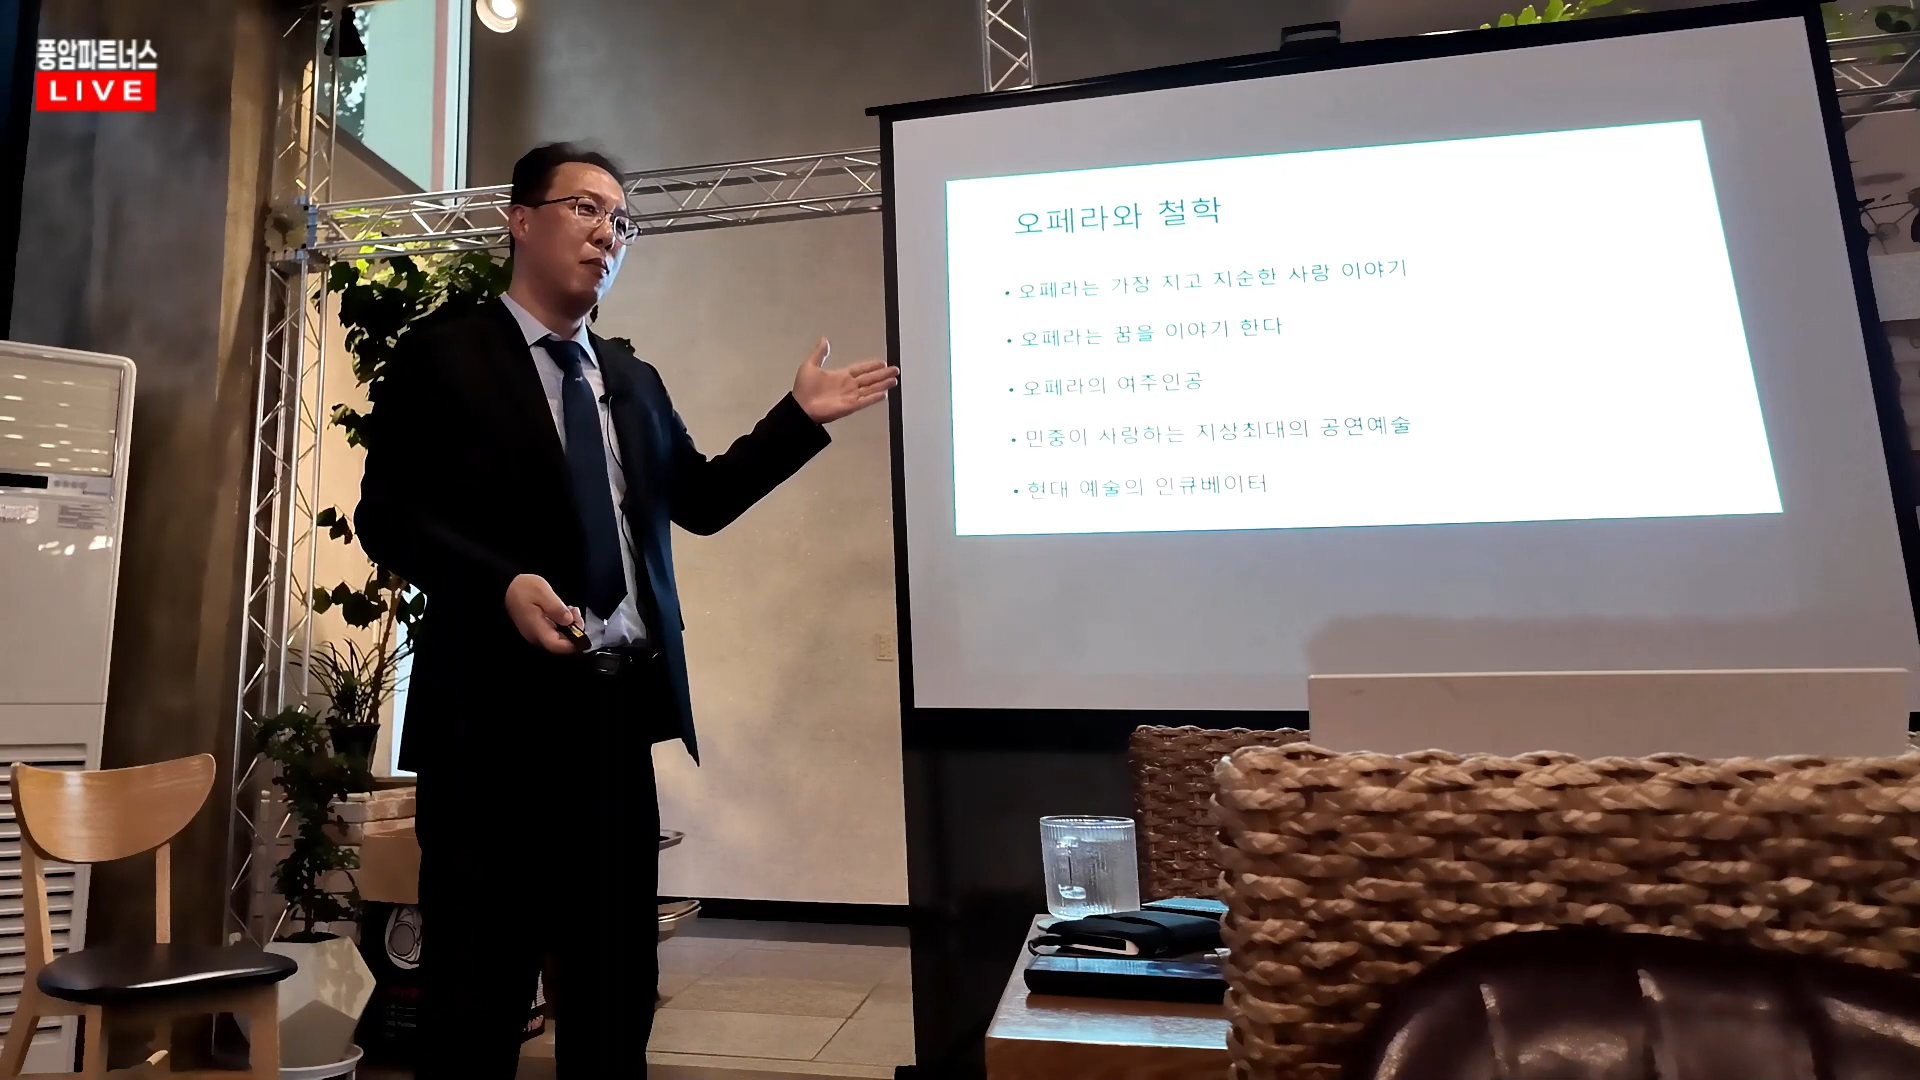 풍암파트너스
LIVE
오페라와 철학
• 오페라는 가장 지고 지순한 사랑 이야기
• 오페라는 꿈을 이야기 한다
• 오페라의 여주인공
• 민중이 사랑하는 지상최대의 공연예술
• 현대 예술의 인큐베이터